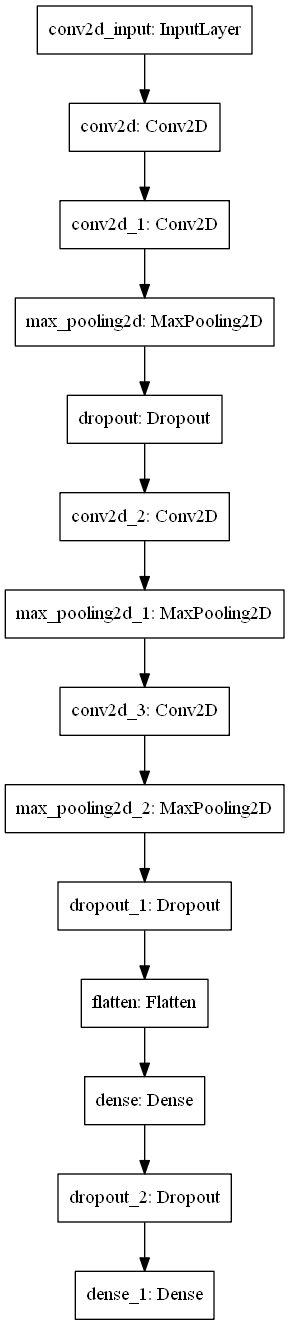 conv2d_input: InputLayer
conv2d: Conv2D
conv2d_1: Conv2D
max_pooling2d: MaxPooling2D
dropout: Dropout
conv2d_2: Conv2D
max_pooling2d_1: MaxPooling2D
conv2d_3: Conv2D
max_pooling2d_2: MaxPooling2D
dropout_1: Dropout
flatten: Flatten
dense: Dense
dropout_2: Dropout
dense_1: Dense